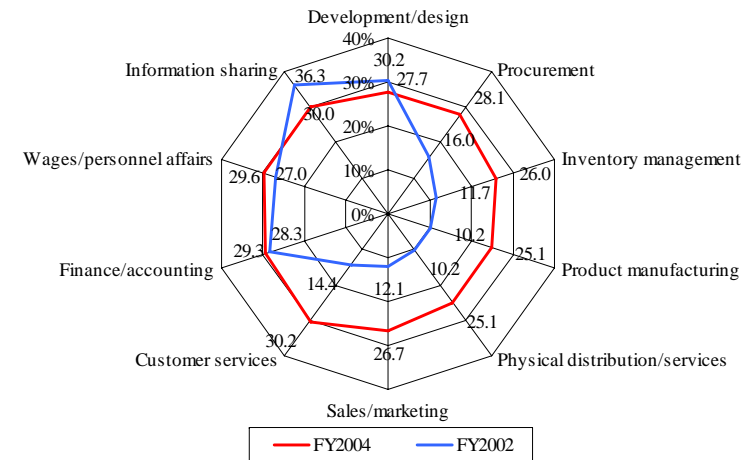 Development/design
40%
30.2
Information sharing
36.3
30%
27.7
Procurement
30.0
28.1
20%
16.0
Wages/personnel affairs
29.6
27.0
10%
11.7
26.0
Inventory management
0%
28.3
10.2
29.3
25.1
Finance/accounting
Product manufacturing
14.4
12.1
10.2
30.2
26.7
25.1
Customer services
Physical distribution/services
Sales/marketing
FY2004 FY2002